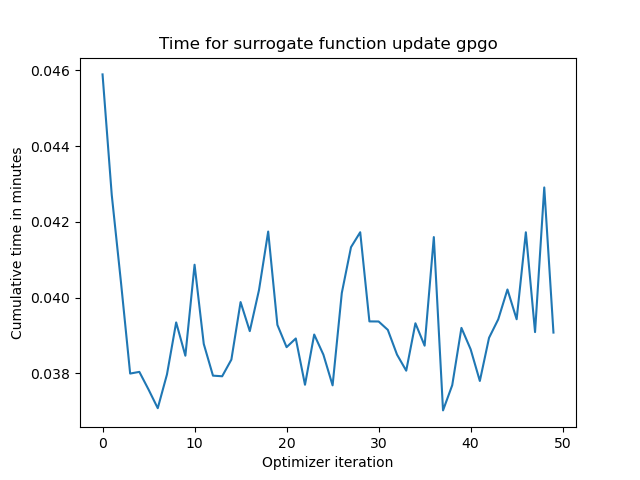 Time for surrogate function update gpgo
0.046
0.044
0.042
0.040
0.038
Cumulative time in minutes
0 10 20 30 40 50
Optimizer iteration